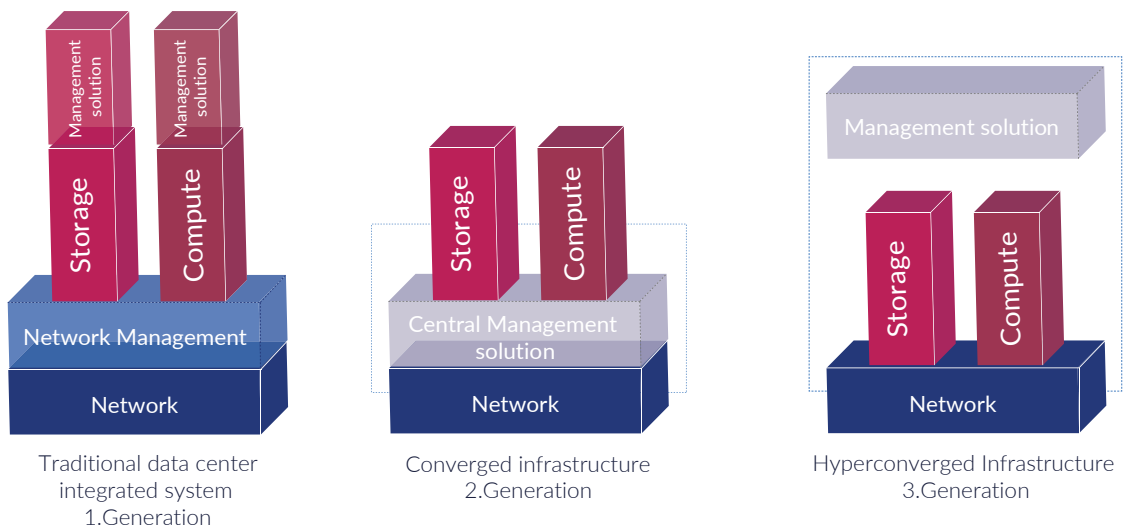 Management
solution
Management
solution
Storage
Compute
Network Management
Network
Traditional data center
integrated system
1.Generation
Storage
Compute
Central Management
solution
Network
Converged infrastructure
2.Generation
Management solution
Storage
Compute
Network
Hyperconverged Infrastructure
3.Generation